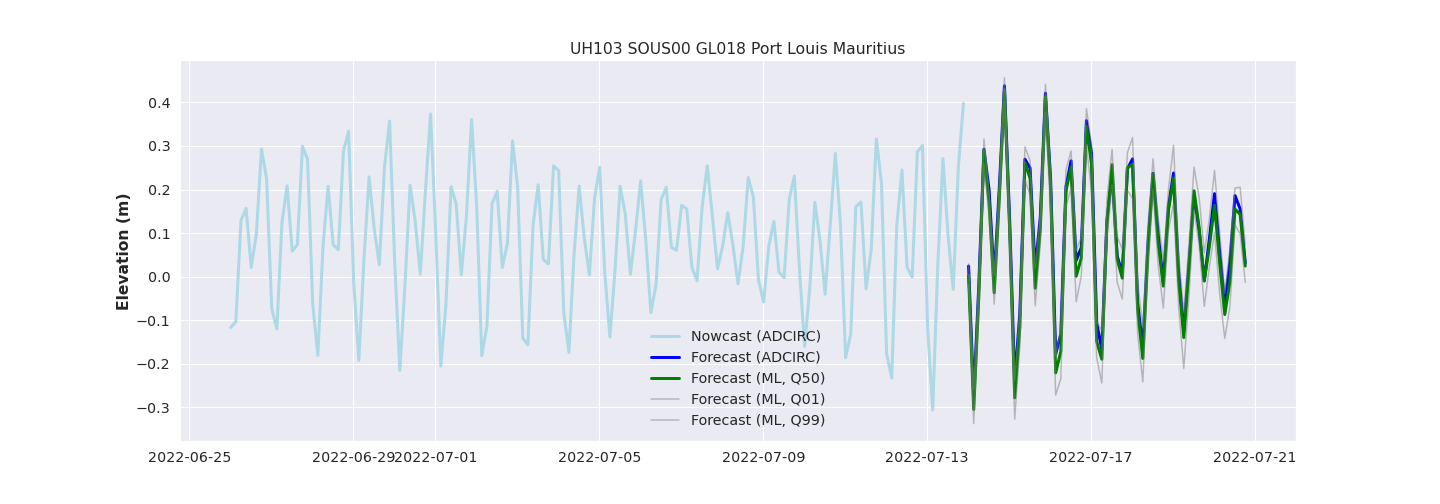 UH103 SOUS00 GL018 Port Louis Mauritius
Elevation (m)
0.4
0.3
0.2
0.1
0.0
−0.1
−0.2
−0.3
Nowcast (ADCIRC)
Forecast (ADCIRC)
Forecast (ML, Q50)
Forecast (ML, Q01)
Forecast (ML, Q99)
2022-06-25 2022-06-29 2022-07-01 2022-07-05 2022-07-09 2022-07-13 2022-07-17 2022-07-21